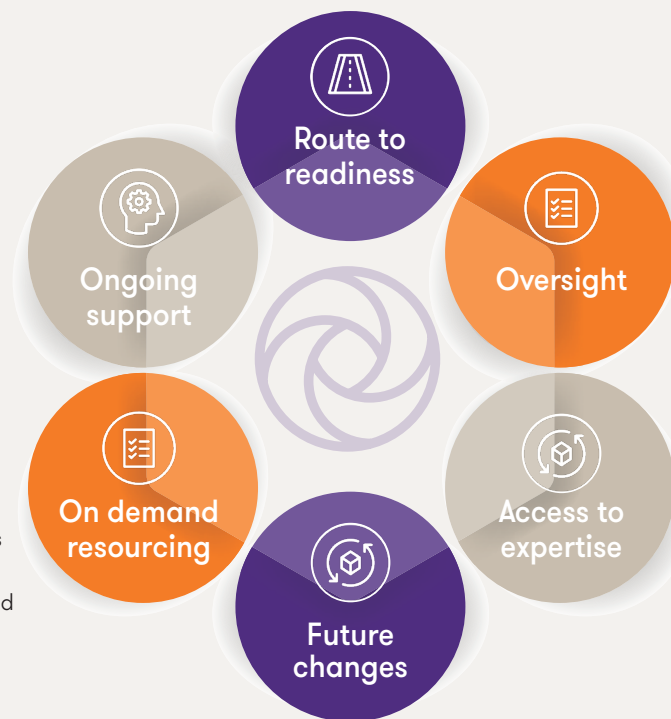 Route to
readiness
Ongoing
support
Oversight
On demand
resourcing
Access to
expertise
Future
changes